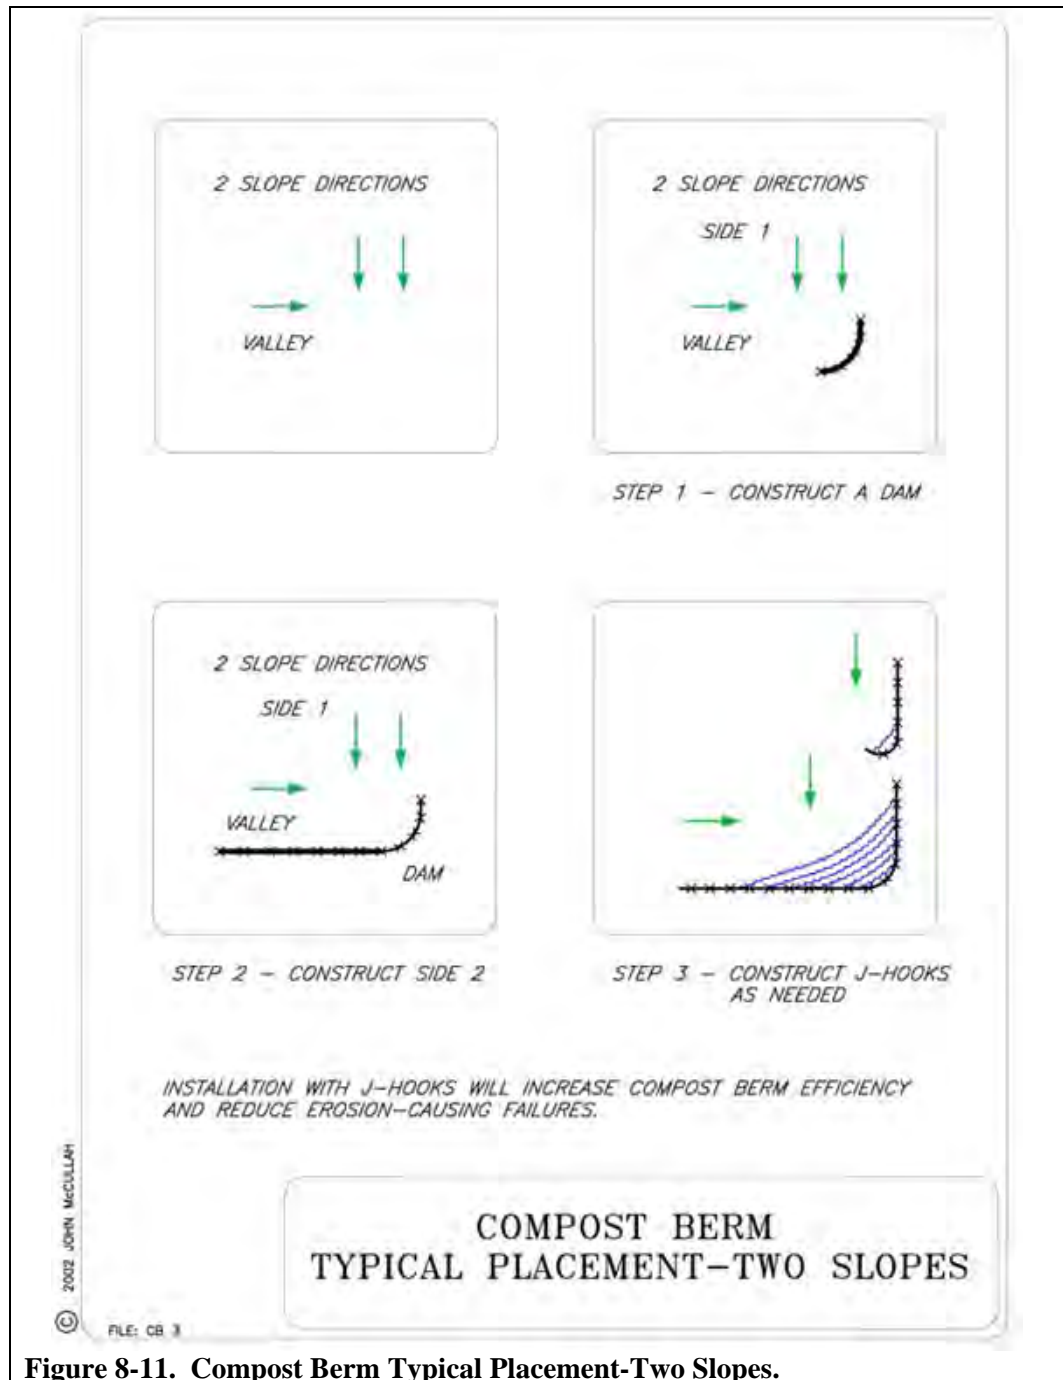 2 SLOPE DIRECTIONS
VALLEY
2 SLOPE DIRECTIONS
SIDE 1
VALLEY
STEP 1 - CONSTRUCT A DAM
2 SLOPE DIRECTIONS
SIDE 1
VALLEY
DAM
STEP 2 - CONSTRUCT SIDE 2
STEP 3 - CONSTRUCT J-HOOKS
AS NEEDED
INSTALLATION WITH J-HOOKS WILL INCREASE COMPOST BERM EFFICIENCY
AND REDUCE EROSION-CAUSING FAILURES.
© 2002 JOHN McCULLAH
COMPOST BERM
TYPICAL PLACEMENT-TWO SLOPES
FILE: CB 3
Figure 8-11. Compost Berm Typical Placement-Two Slopes.